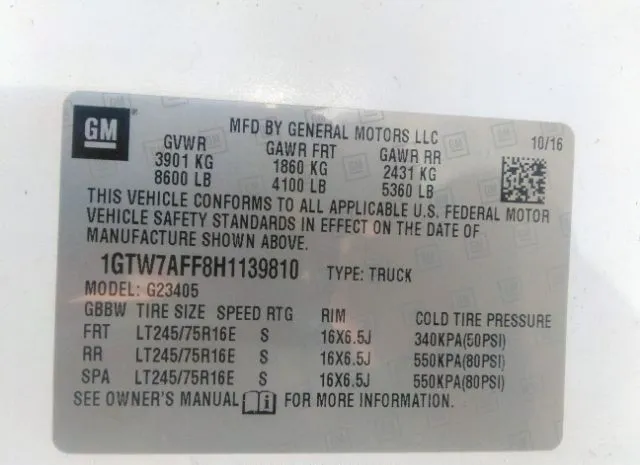 GM
MFD BY GENERAL MOTORS LLC
10/16
GVWR GAWR FRT GAWR RR
3901 KG 1860 KG 2431 KG
8600 LB 4100 LB 5360 LB
THIS VEHICLE CONFORMS TO ALL APPLICABLE U.S. FEDERAL MOTOR
VEHICLE SAFETY STANDARDS IN EFFECT ON THE DATE OF
MANUFACTURE SHOWN ABOVE.
1GTW7AFF8H1139810 TYPE: TRUCK
MODEL: G23405
GBBW TIRE SIZE SPEED RTG RIM COLD TIRE PRESSURE
FRT LT245/75R16E S 16X6.5J 340KPA(50PSI)
RR LT245/75R16E S 16X6.5J 550KPA(80PSI)
SPA LT245/75R16E S 16X6.5J 550KPA(80PSI)
SEE OWNER'S MANUAL FOR MORE INFORMATION.